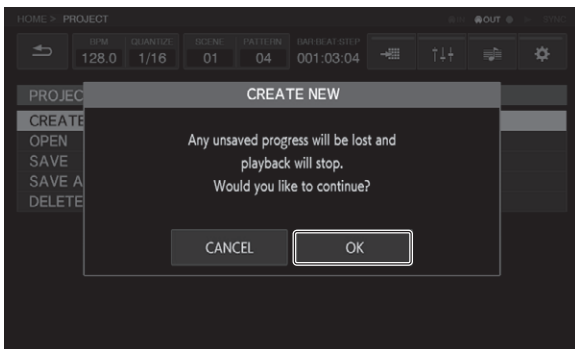 HOME > PROJECT
IN OUT SYNC
BPM QUANTIZE SCENE PATTERN BAR:BEAT:STEP
128.0 1/16 01 04 001:03:04
PROJEC
CREATE NEW
CREATE
Any unsaved progress will be lost and
OPEN
playback will stop.
SAVE
Would you like to continue?
SAVE A
DELETE
CANCEL OK